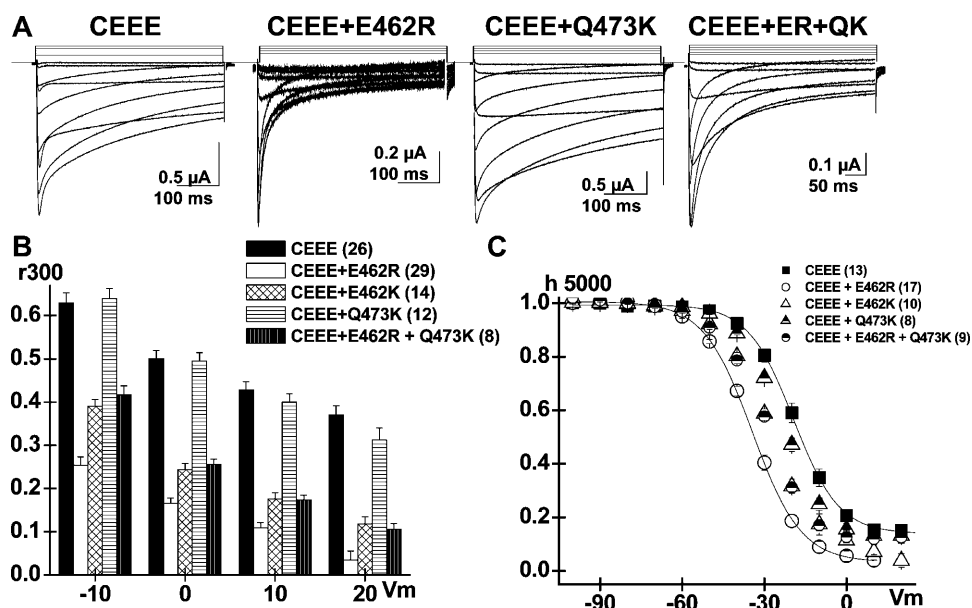 A
CEEE
CEEE+E462R
CEEE+Q473K
CEEE+ER+QK
0.5 µA
100 ms
0.2 µA
100 ms
0.5 µA
100 ms
0.1 µA
50 ms
B
r300
CEEE (26)
CEEE+E462R (29)
CEEE+E462K (14)
CEEE+Q473K (12)
CEEE+E462R + Q473K (8)
0.6
0.5
0.4
0.3
0.2
0.1
0.0
-10
0
10
20
Vm
C
h 5000
CEEE (13)
CEEE + E462R (17)
CEEE + E462K (10)
CEEE + Q473K (8)
CEEE + E462R + Q473K (9)
1.0
0.8
0.6
0.4
0.2
0.0
-90
-60
-30
0
Vm